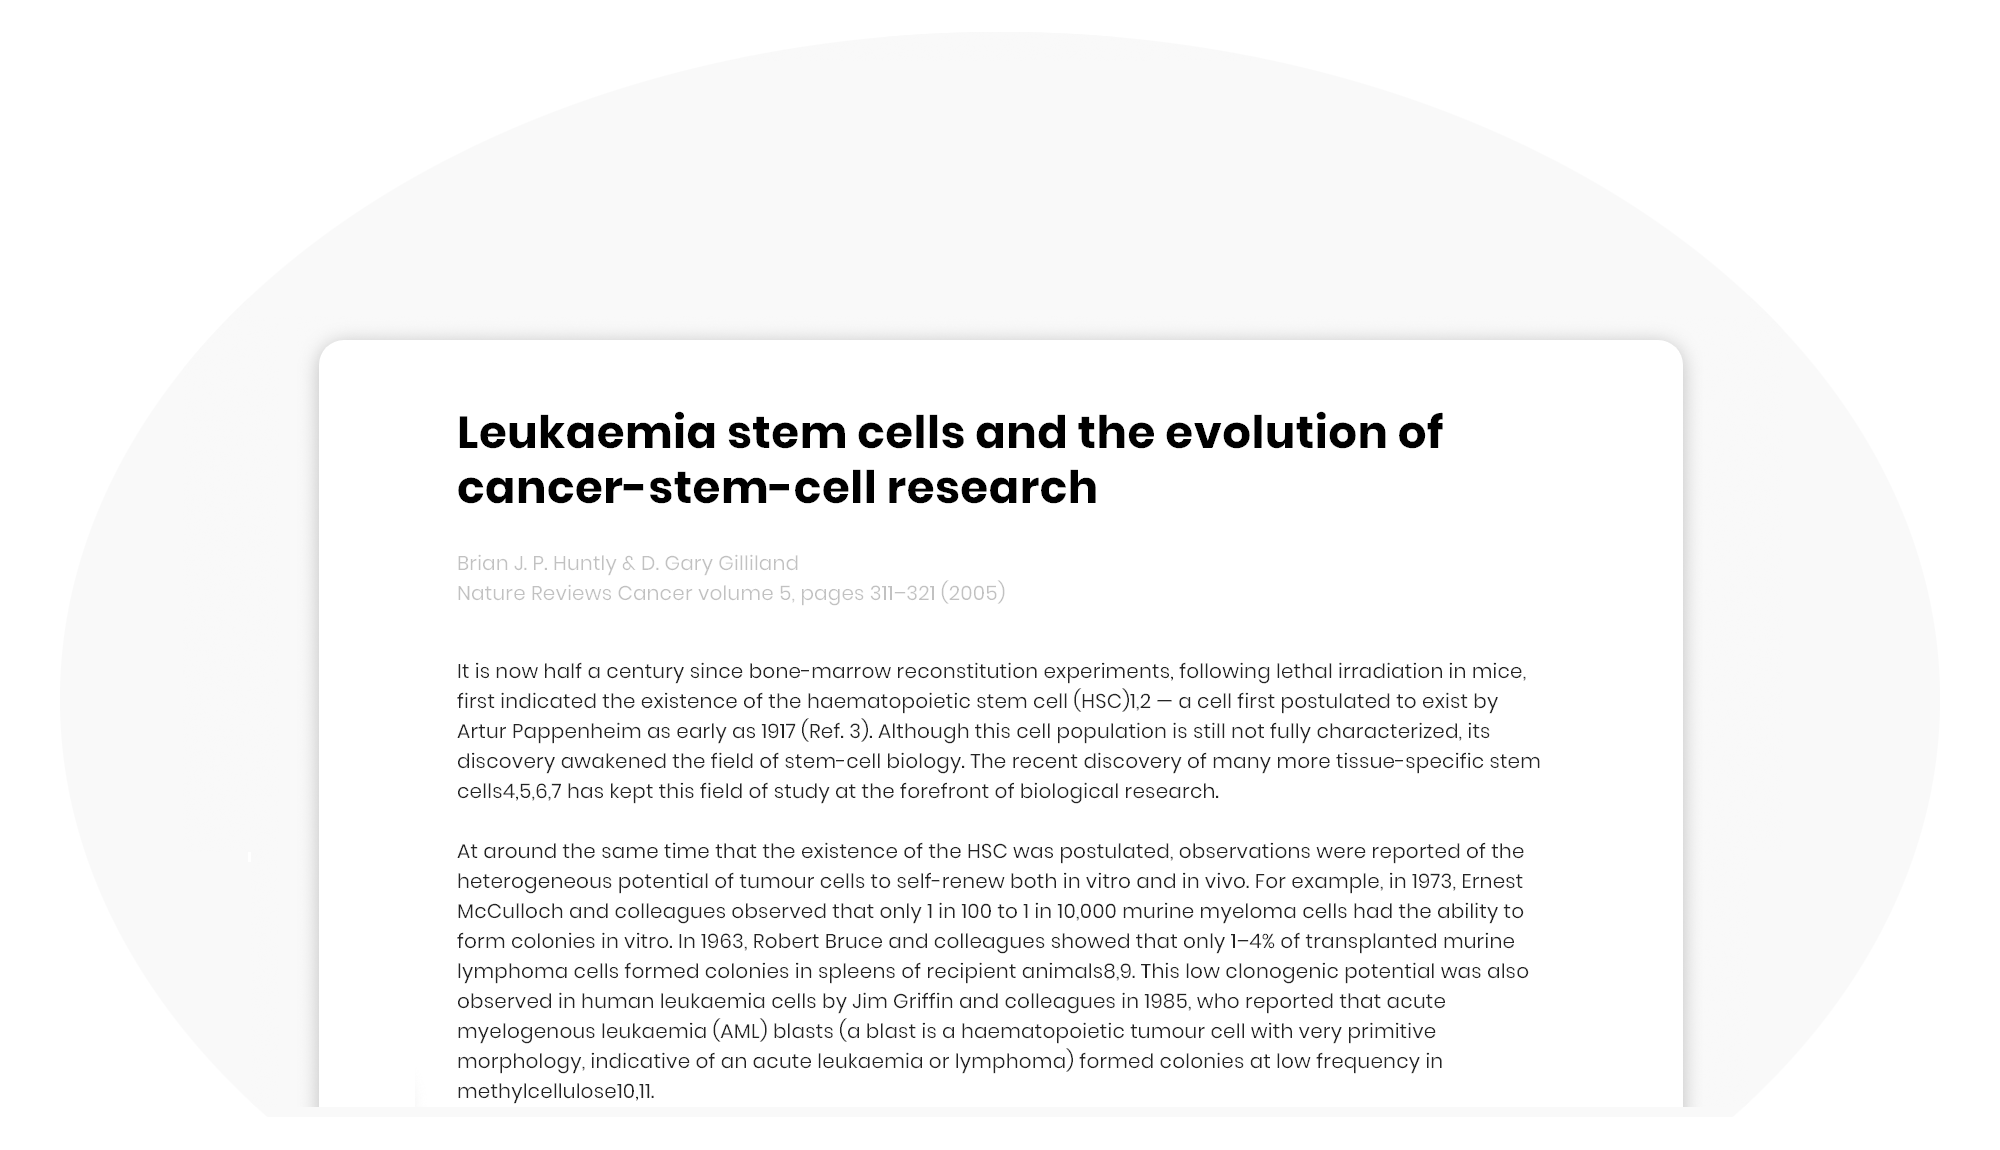 Leukaemia stem cells and the evolution of
cancer-stem-cell research
Brian J. P. Huntly & D. Gary Gilliland
Nature Reviews Cancer volume 5, pages 311–321 (2005)
It is now half a century since bone-marrow reconstitution experiments, following lethal irradiation in mice,
first indicated the existence of the haematopoietic stem cell (HSC)1,2 — a cell first postulated to exist by
Artur Pappenheim as early as 1917 (Ref. 3). Although this cell population is still not fully characterized, its
discovery awakened the field of stem-cell biology. The recent discovery of many more tissue-specific stem
cells4,5,6,7 has kept this field of study at the forefront of biological research.
At around the same time that the existence of the HSC was postulated, observations were reported of the
heterogeneous potential of tumour cells to self-renew both in vitro and in vivo. For example, in 1973, Ernest
McCulloch and colleagues observed that only 1 in 100 to 1 in 10,000 murine myeloma cells had the ability to
form colonies in vitro. In 1963, Robert Bruce and colleagues showed that only 1–4% of transplanted murine
lymphoma cells formed colonies in spleens of recipient animals8,9. This low clonogenic potential was also
observed in human leukaemia cells by Jim Griffin and colleagues in 1985, who reported that acute
myelogenous leukaemia (AML) blasts (a blast is a haematopoietic tumour cell with very primitive
morphology, indicative of an acute leukaemia or lymphoma) formed colonies at low frequency in
methylcellulose10,11.